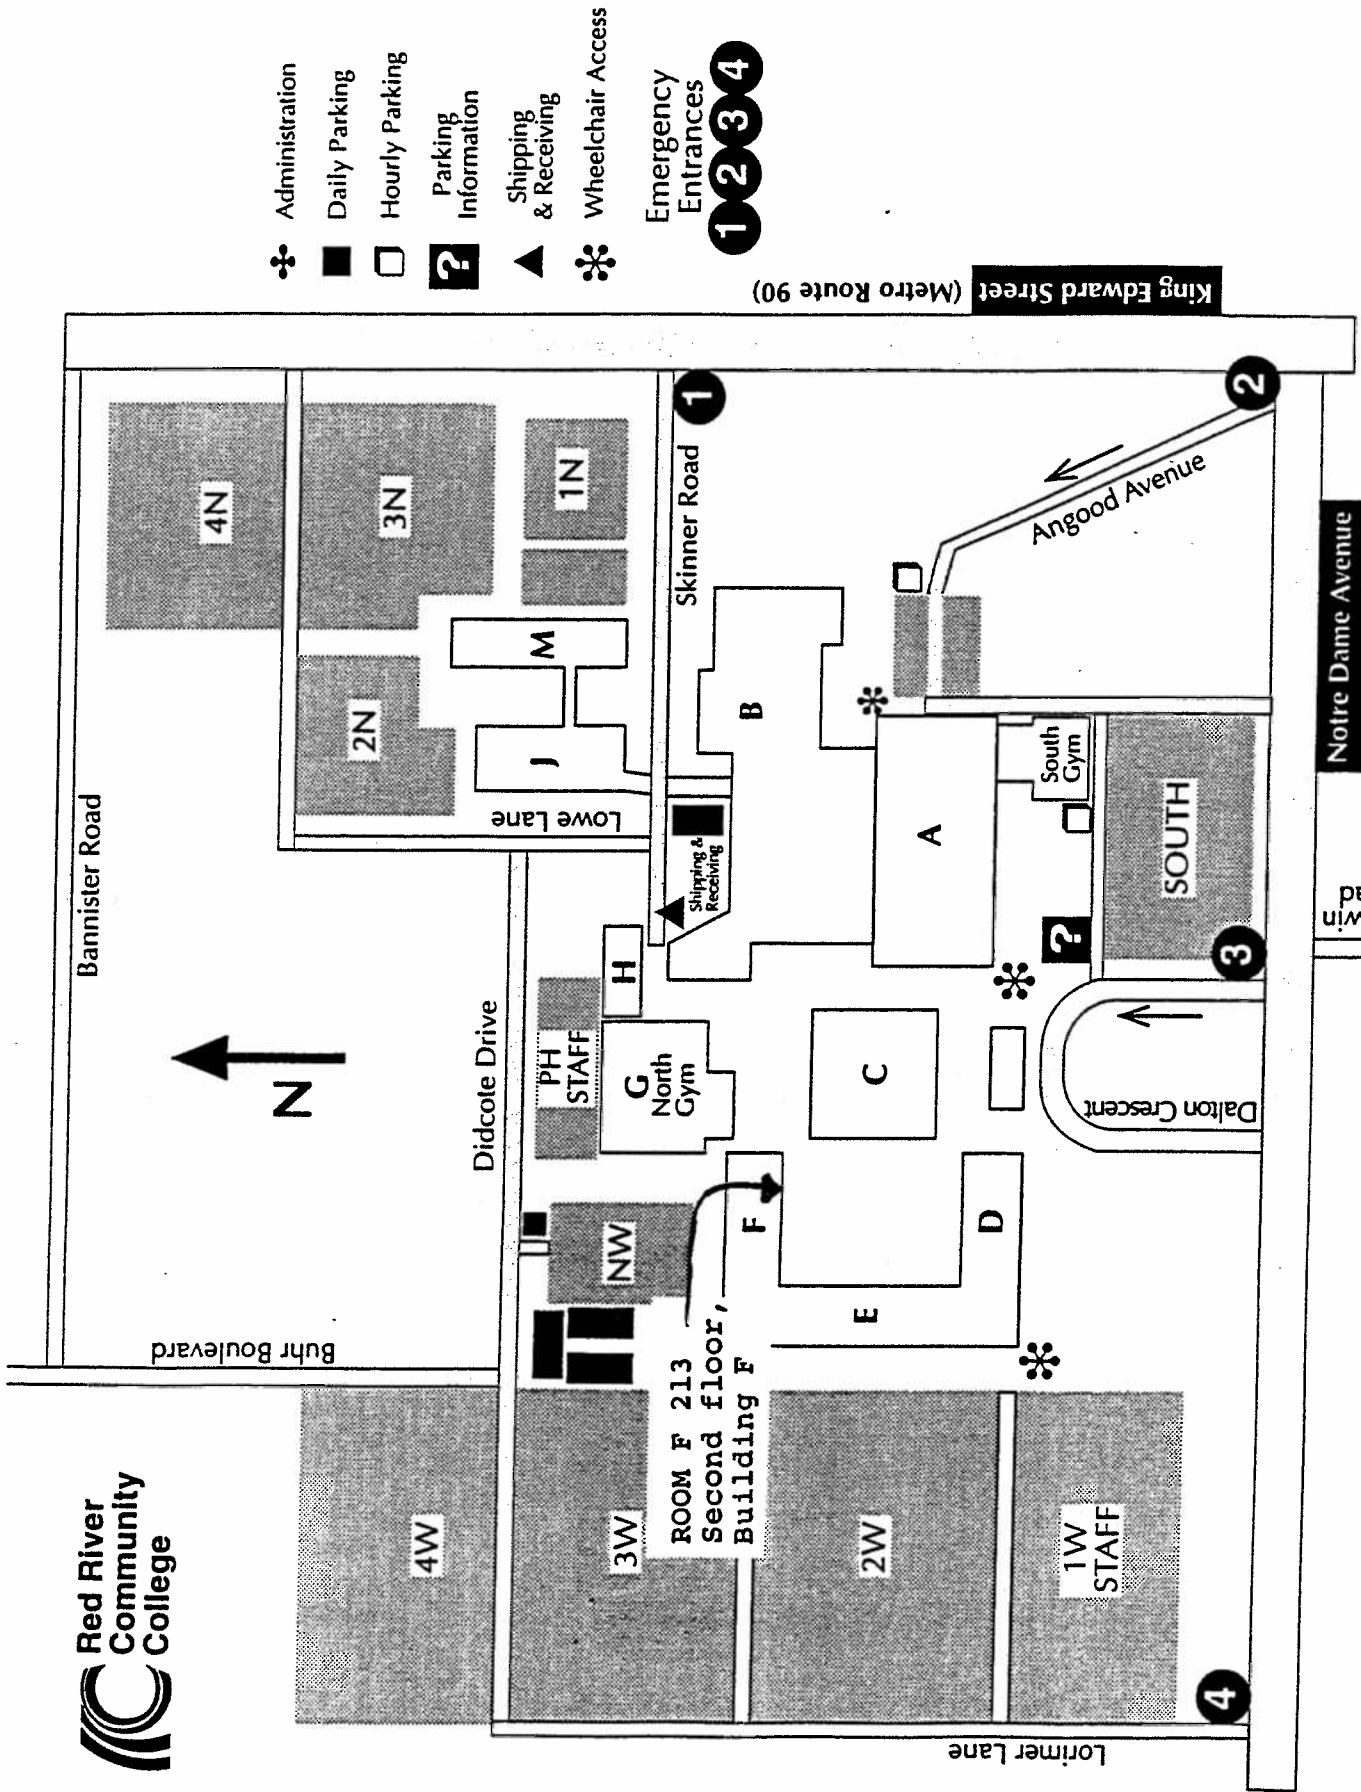 Red River
Community
College
Administration
Daily Parking
Hourly Parking
?
Parking
Information
Shipping
& Receiving
Wheelchair Access
Emergency
Entrances
1 2 3 4
Bannister Road
Buhr Boulevard
N
4N
3N
2N
1N
M
J
Lowe Lane
Skinner Road
1
King Edward Street (Metro Route 90)
Didcote Drive
4W
3W
2W
1W
STAFF
NW
PH
STAFF
G
North
Gym
H
Shipping &
Receiving
B
A
C
D
E
F
ROOM F 213
Second floor,
Building F
South
Gym
?
SOUTH
Angood Avenue
2
3
Dalton Crescent
4
Lorimer Lane
Notre Dame Avenue